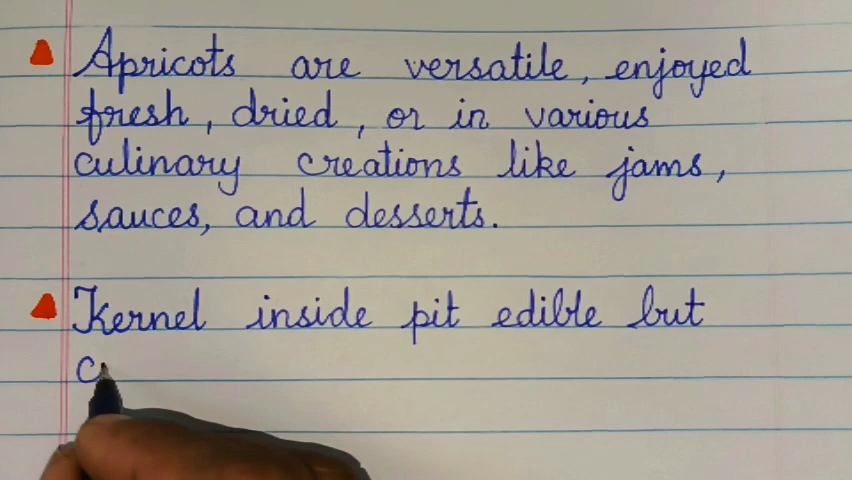 Apricots are versatile, enjoyed
fresh, dried, or in various
culinary creations like jams,
sauces, and desserts.
Kernel inside pit edible but
c